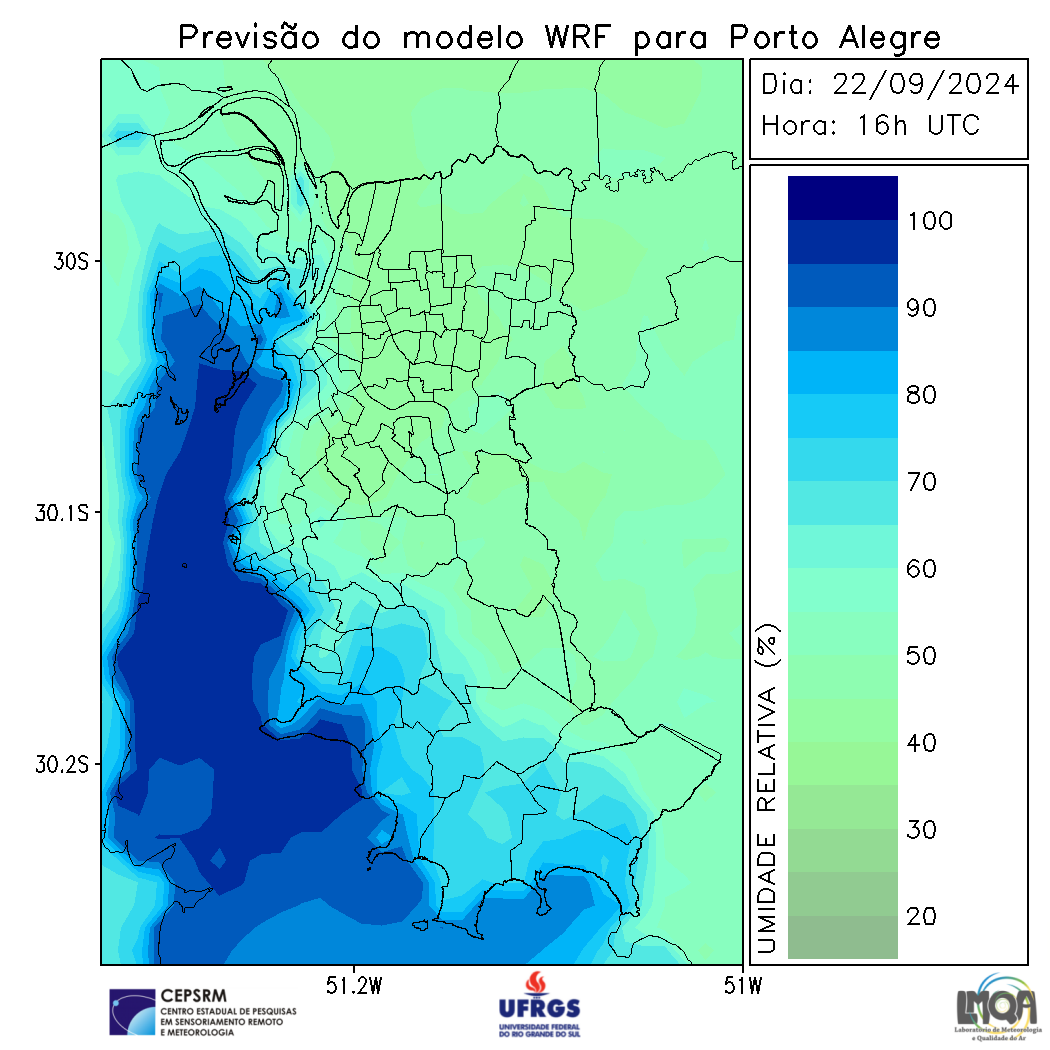 Previsão do modelo WRF para Porto Alegre
Dia: 22/09/2024
Hora: 16h UTC
30S
30.1S
30.2S
51.2W
51W
UMIDADE RELATIVA (%)
100
90
80
70
60
50
40
30
20
CEPSRM
CENTRO ESTADUAL DE PESQUISAS
EM SENSORIAMENTO REMOTO
E METEOROLOGIA
UFRGS
UNIVERSIDADE FEDERAL
DO RIO GRANDE DO SUL
LMQA
Laboratório de Meteorologia
e Qualidade do Ar